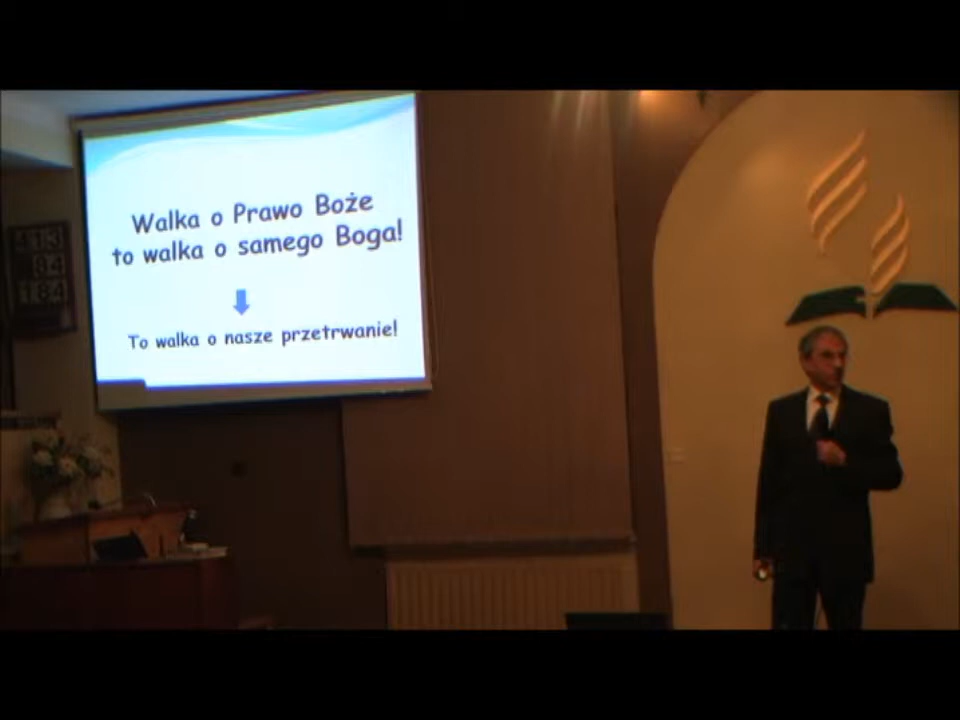 Walka o Prawo Boże
to walka o samego Boga!
To walka o nasze przetrwanie!
413
84
184